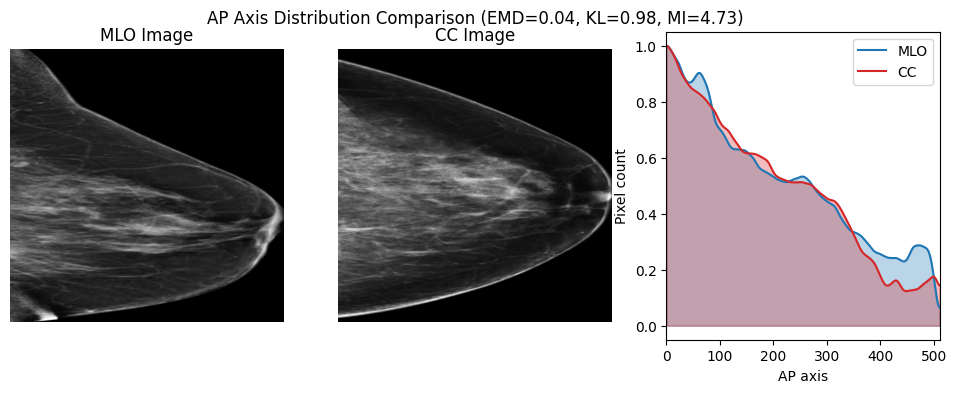 AP Axis Distribution Comparison (EMD=0.04, KL=0.98, MI=4.73)
MLO Image
CC Image
MLO
CC
1.0
0.8
0.6
0.4
0.2
0.0
Pixel count
0 100 200 300 400 500
AP axis